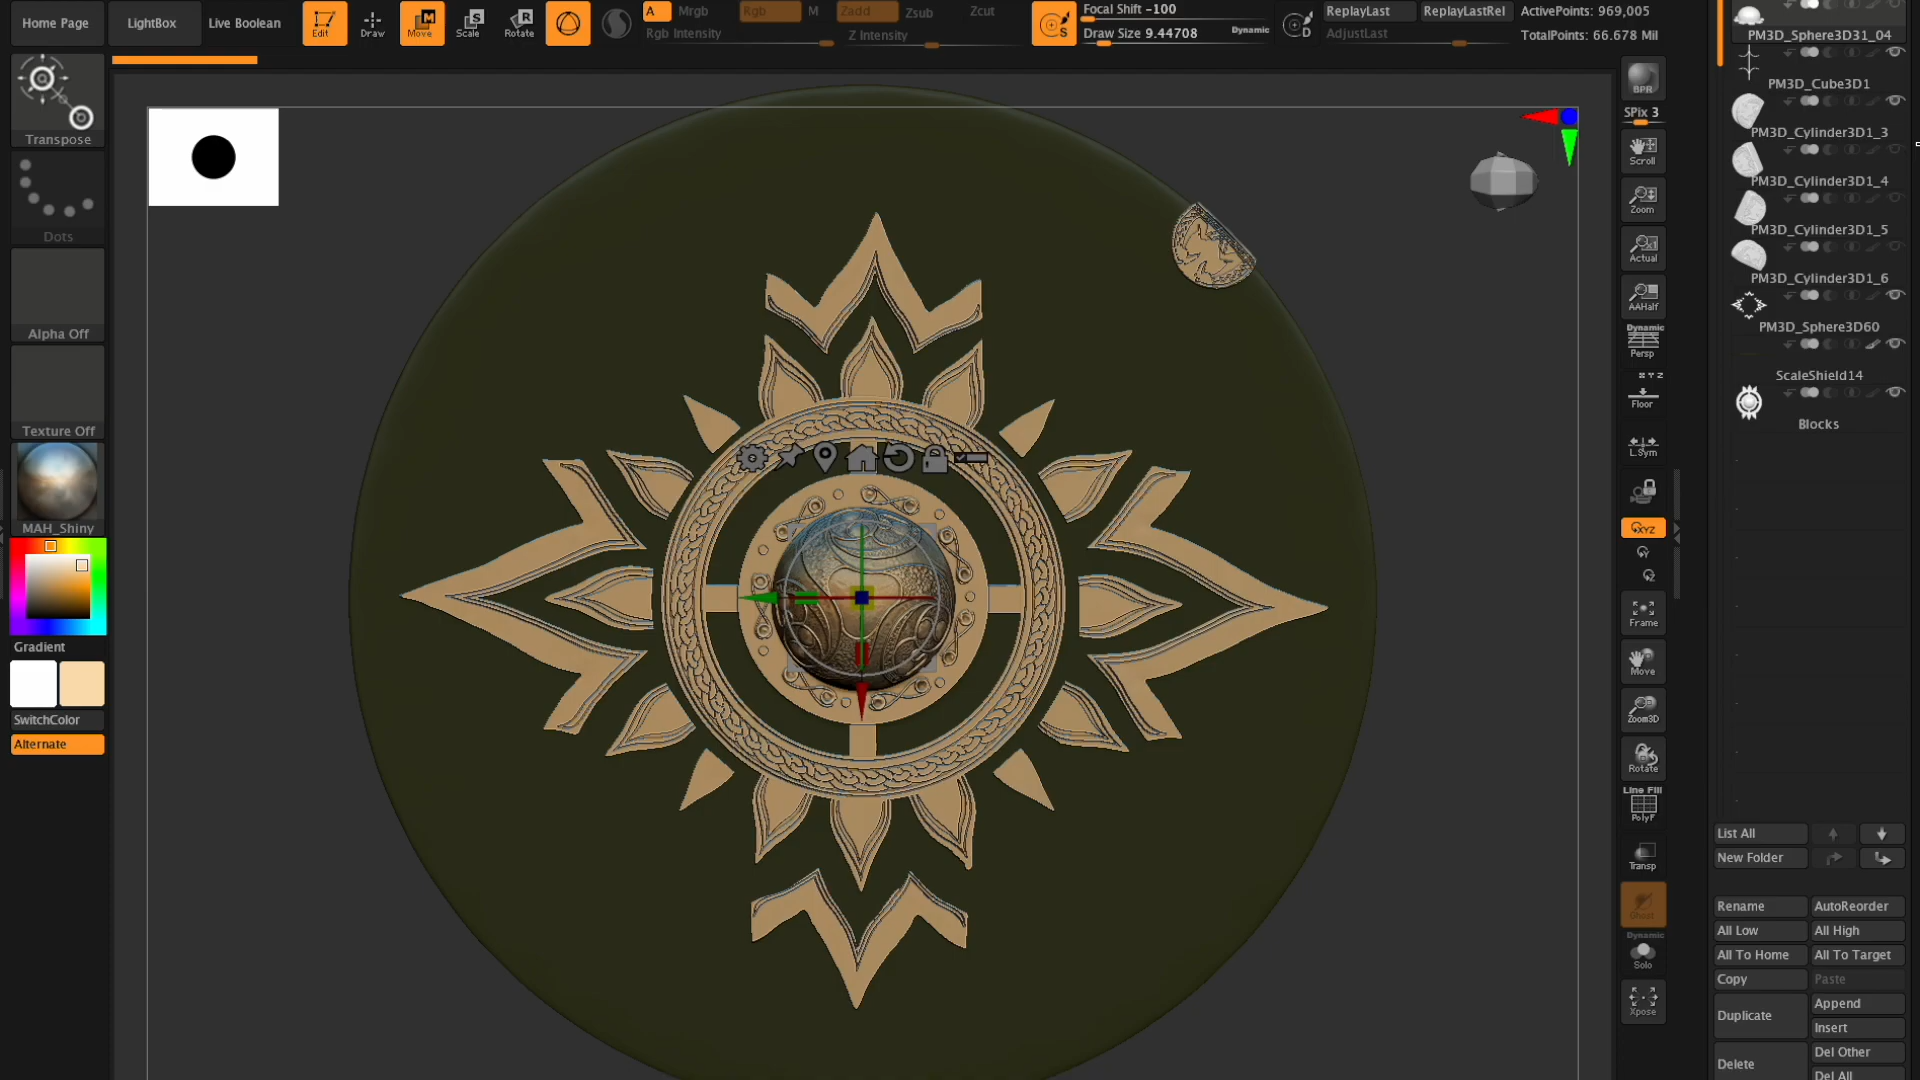 Home Page
LightBox
Live Boolean
Edit
Draw
Move
Scale
Rotate
A
Mrgb
Rgb
M
Zadd
Zsub
Zcut
Rgb Intensity
Z Intensity
S
Focal Shift -100
Draw Size 9.44708
Dynamic
D
ReplayLast
ReplayLastRel
AdjustLast
ActivePoints: 969,005
TotalPoints: 66.678 Mil
Transpose
Dots
Alpha Off
Texture Off
MAH_Shiny
Gradient
SwitchColor
Alternate
BPR
SPix 3
Scroll
Zoom
Actual
AAHalf
Dynamic
Persp
X Y Z
Floor
L.Sym
XYZ
Y
Z
Frame
Move
Zoom3D
Rotate
Line Fill
PolyF
Transp
Ghost
Dynamic
Solo
Xpose
PM3D_Sphere3D31_04
PM3D_Cube3D1
PM3D_Cylinder3D1_3
PM3D_Cylinder3D1_4
PM3D_Cylinder3D1_5
PM3D_Cylinder3D1_6
PM3D_Sphere3D60
ScaleShield14
Blocks
List All
New Folder
Rename
AutoReorder
All Low
All High
All To Home
All To Target
Copy
Paste
Duplicate
Append
Insert
Delete
Del Other
Del All